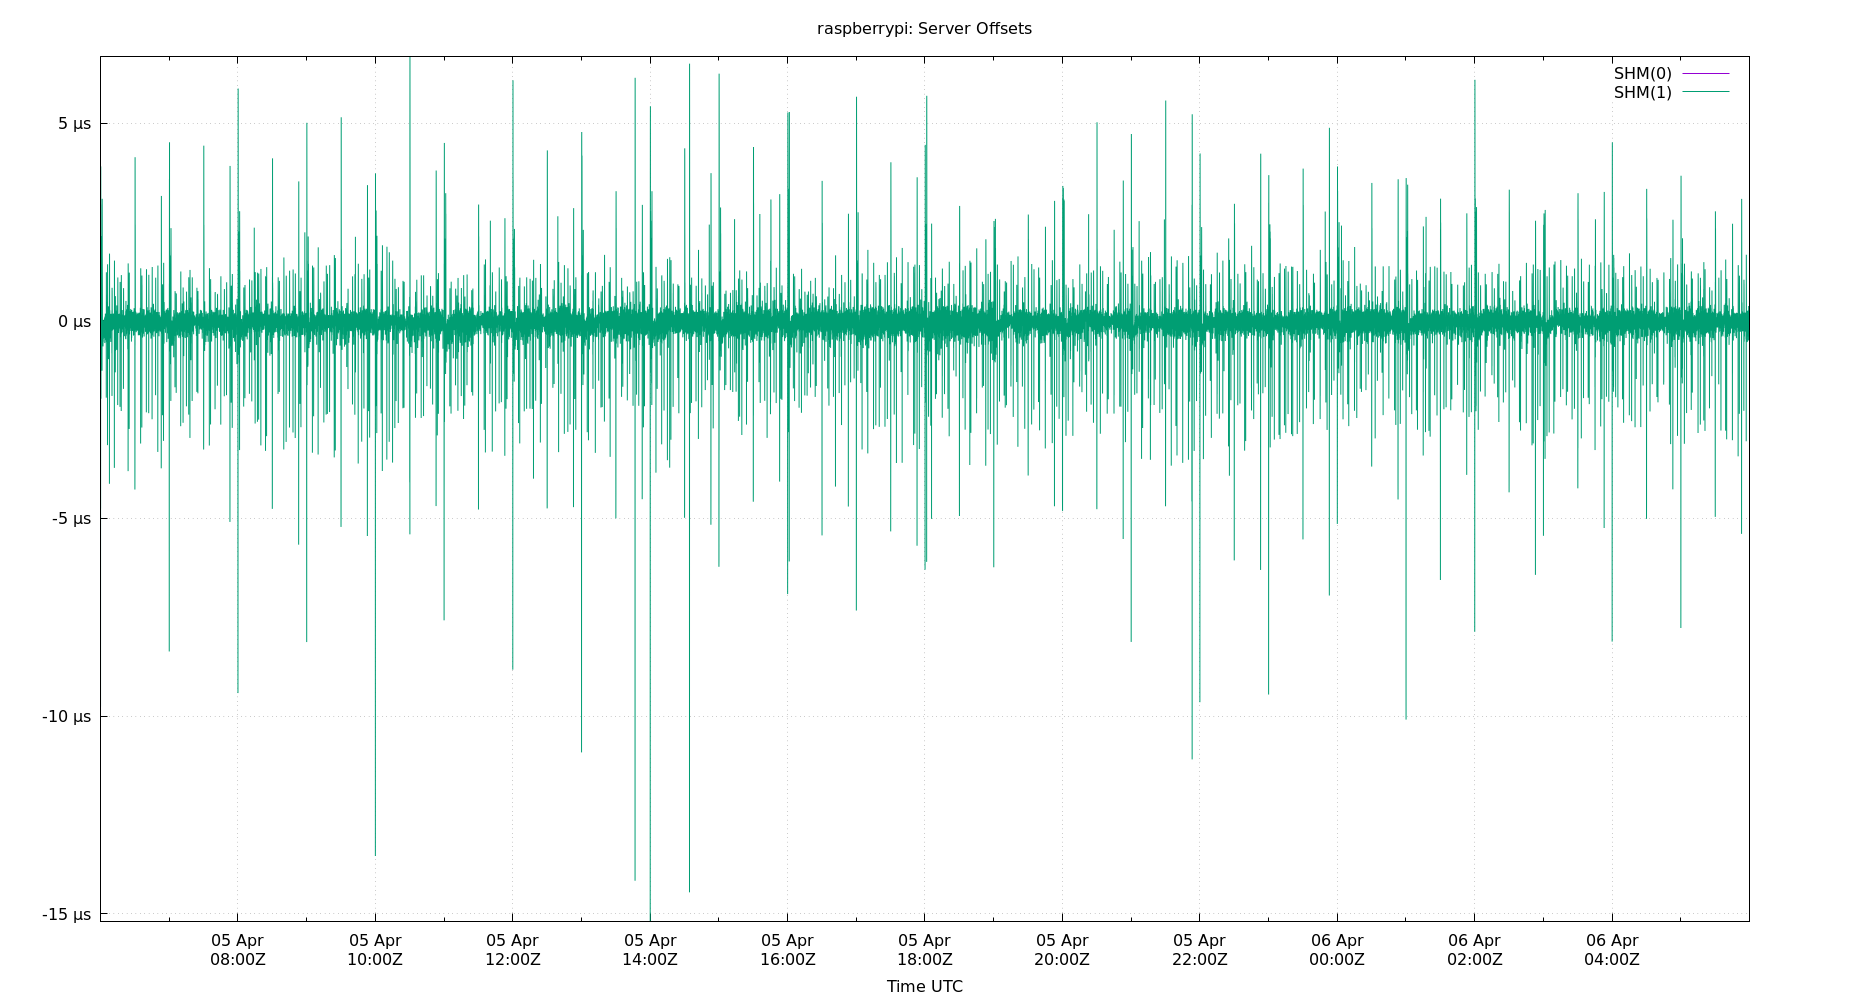 raspberrypi: Server Offsets
SHM(0)
SHM(1)
5 µs
0 µs
-5 µs
-10 µs
-15 µs
05 Apr 05 Apr 05 Apr 05 Apr 05 Apr 05 Apr 05 Apr 05 Apr 06 Apr 06 Apr 06 Apr
08:00Z 10:00Z 12:00Z 14:00Z 16:00Z 18:00Z 20:00Z 22:00Z 00:00Z 02:00Z 04:00Z
Time UTC